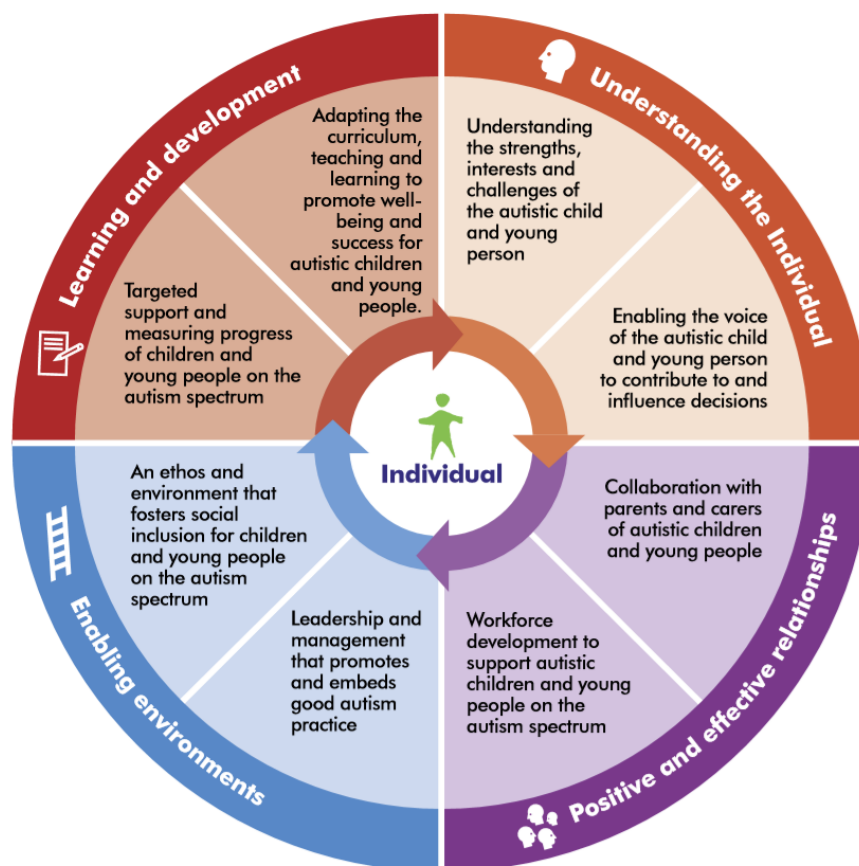 Learning and development
Understanding the Individual
Adapting the
curriculum,
teaching and
learning to
promote well-
being and
success for
autistic children
and young
people.
Understanding
the strengths,
interests and
challenges of
the autistic child
and young
person
Targeted
support and
measuring progress
of children and
young people on the
autism spectrum
Enabling the voice
of the autistic child
and young person
to contribute to and
influence decisions
Individual
An ethos and
environment that
fosters social
inclusion for children
and young people
on the autism
spectrum
Collaboration with
parents and carers
of autistic children
and young people
Leadership and
management
that promotes
and embeds
good autism
practice
Workforce
development to
support autistic
children and young
people on the
autism spectrum
Enabling environments
Positive and effective relationships